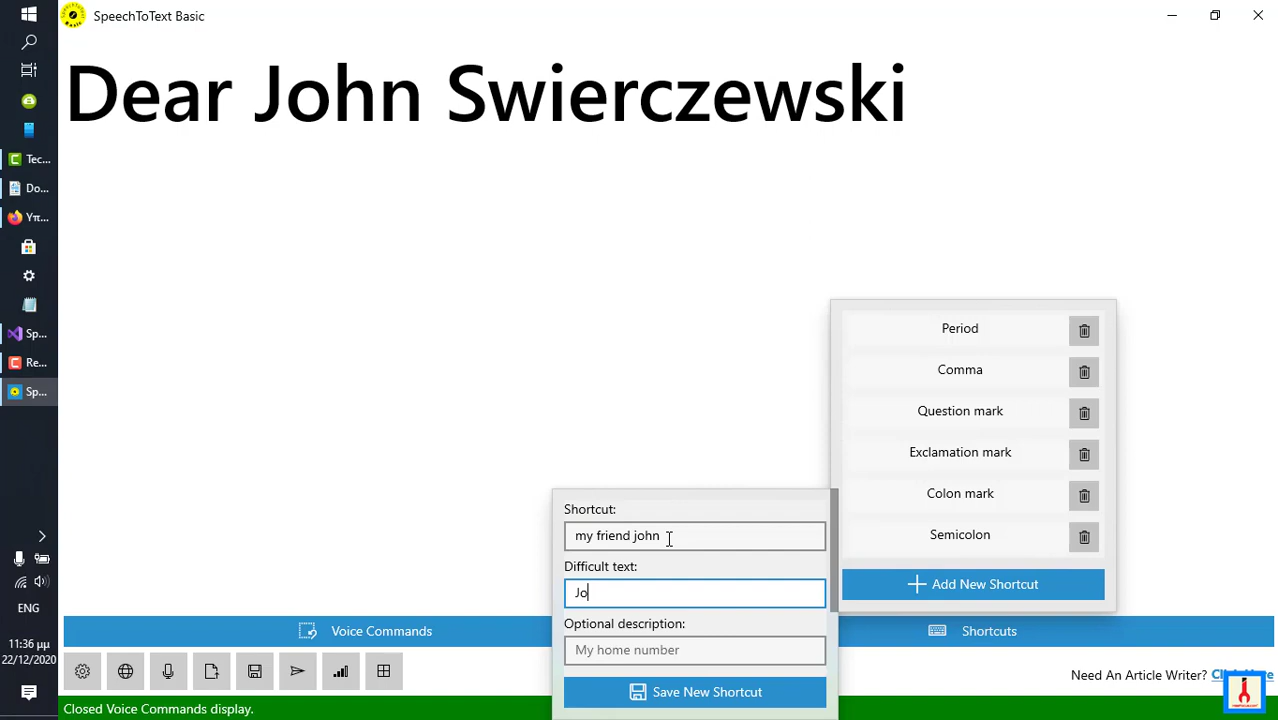 SpeechToText Basic
Dear John Swierczewski
Tec...
Do...
Υπ...
Sp...
Re...
Sp...
Period
Comma
Question mark
Exclamation mark
Colon mark
Semicolon
Add New Shortcut
Shortcut:
my friend john
Difficult text:
Jo
Optional description:
My home number
Save New Shortcut
Voice Commands
Shortcuts
ENG
11:36 μμ
22/12/2020
Need An Article Writer?
Closed Voice Commands display.